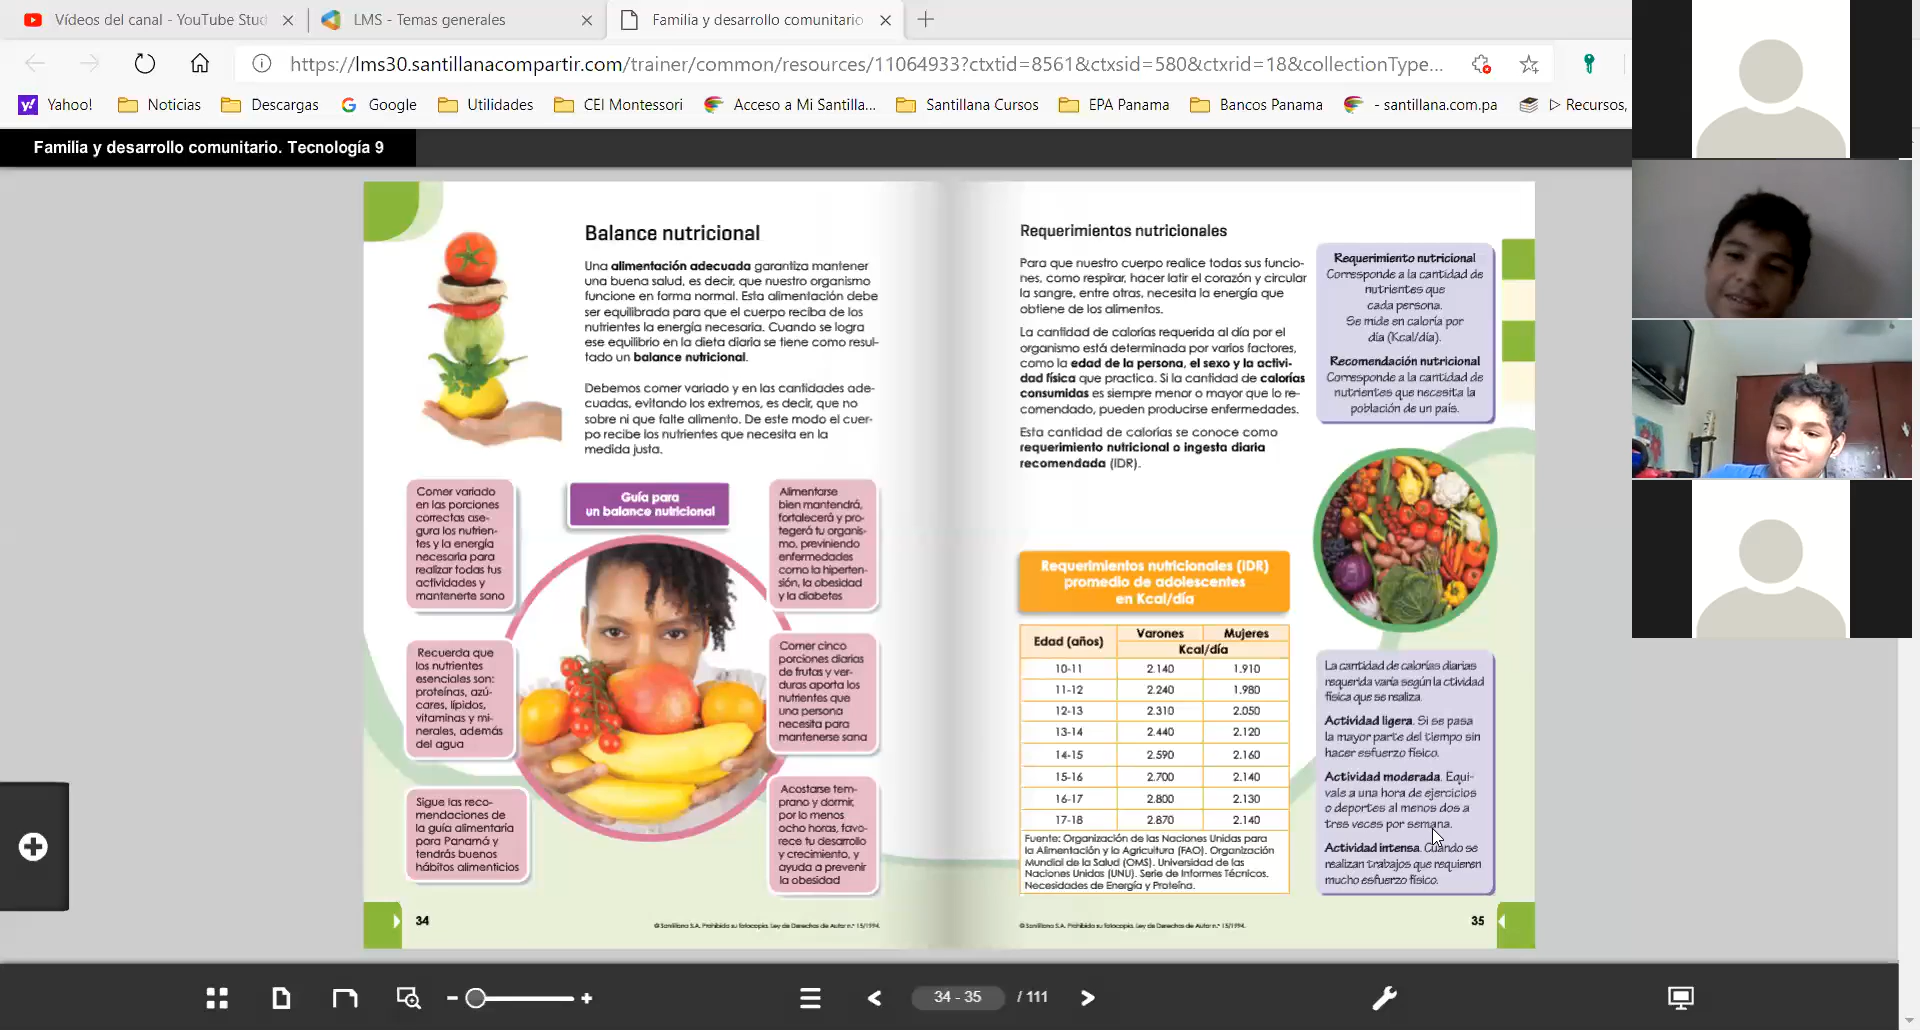 Vídeos del canal - YouTube Stud
LMS - Temas generales
Familia y desarrollo comunitario
https://lms30.santillanacompartir.com/trainer/common/resources/11064933?ctxtid=8561&ctxsid=580&ctxrid=18&collectionType...
Yahoo!
Noticias
Descargas
Google
Utilidades
CEI Montessori
Acceso a Mi Santilla...
Santillana Cursos
EPA Panama
Bancos Panama
- santillana.com.pa
Recursos,
Familia y desarrollo comunitario. Tecnología 9
Balance nutricional
Una alimentación adecuada garantiza mantener
una buena salud, es decir, que nuestro organismo
funcione en forma normal. Esta alimentación debe
ser equilibrada para que el cuerpo reciba de los
nutrientes la energía necesaria. Cuando se logra
ese equilibrio en la dieta diaria se tiene como resul-
tado un balance nutricional.
Debemos comer variado y en las cantidades ade-
cuadas, evitando los extremos, es decir, que no
sobre ni que falte alimento. De este modo el cuer-
po recibe los nutrientes que necesita en la
medida justa.
Guía para
un balance nutricional
Comer variado
en las porciones
correctas ase-
gura los nutrien-
tes y la energía
necesaria para
realizar todas tus
actividades y
mantenerte sano
Recuerda que
los nutrientes
esenciales son:
proteínas, azú-
cares, lípidos,
vitaminas y mi-
nerales, además
del agua
Sigue las reco-
mendaciones de
la guía alimentaria
para Panamá y
tendrás buenos
hábitos alimenticios
Alimentarse
bien mantendrá,
fortalecerá y pro-
tegerá tu organis-
mo, previniendo
enfermedades
como la hiperten-
sión, la obesidad
y la diabetes
Comer cinco
porciones diarias
de frutas y ver-
duras aporta los
nutrientes que
una persona
necesita para
mantenerse sana
Acostarse tem-
prano y dormir,
por lo menos
ocho horas, favo-
rece tu desarrollo
y crecimiento, y
ayuda a prevenir
la obesidad
34
© Santillana S.A. Prohibida su fotocopia. Ley de Derechos de Autor n.° 15/1994.
Requerimientos nutricionales
Para que nuestro cuerpo realice todas sus funcio-
nes, como respirar, hacer latir el corazón y circular
la sangre, entre otras, necesita la energía que
obtiene de los alimentos.
La cantidad de calorías requerida al día por el
organismo está determinada por varios factores,
como la edad de la persona, el sexo y la activi-
dad física que practica. Si la cantidad de calorías
consumidas es siempre menor o mayor que lo re-
comendado, pueden producirse enfermedades.
Esta cantidad de calorías se conoce como
requerimiento nutricional o ingesta diaria
recomendada (IDR).
Requerimiento nutricional
Corresponde a la cantidad de
nutrientes que
cada persona.
Se mide en caloría por
día (Kcal/día).
Recomendación nutricional
Corresponde a la cantidad de
nutrientes que necesita la
población de un país.
Requerimientos nutricionales (IDR)
promedio de adolescentes
en Kcal/día
Edad (años) Varones Mujeres
Kcal/día
10-11 2.140 1.910
11-12 2.240 1.980
12-13 2.310 2.050
13-14 2.440 2.120
14-15 2.590 2.160
15-16 2.700 2.140
16-17 2.800 2.130
17-18 2.870 2.140
Fuente: Organización de las Naciones Unidas para
la Alimentación y la Agricultura (FAO). Organización
Mundial de la Salud (OMS). Universidad de las
Naciones Unidas (UNU). Serie de Informes Técnicos.
Necesidades de Energía y Proteína.
La cantidad de calorías diarias
requerida varía según la ctividad
física que se realiza.
Actividad ligera. Si se pasa
la mayor parte del tiempo sin
hacer esfuerzo físico.
Actividad moderada. Equi-
vale a una hora de ejercicios
o deportes al menos dos a
tres veces por semana.
Actividad intensa. Cuando se
realizan trabajos que requieren
mucho esfuerzo físico.
© Santillana S.A. Prohibida su fotocopia. Ley de Derechos de Autor n.° 15/1994.
35
34 - 35 / 111